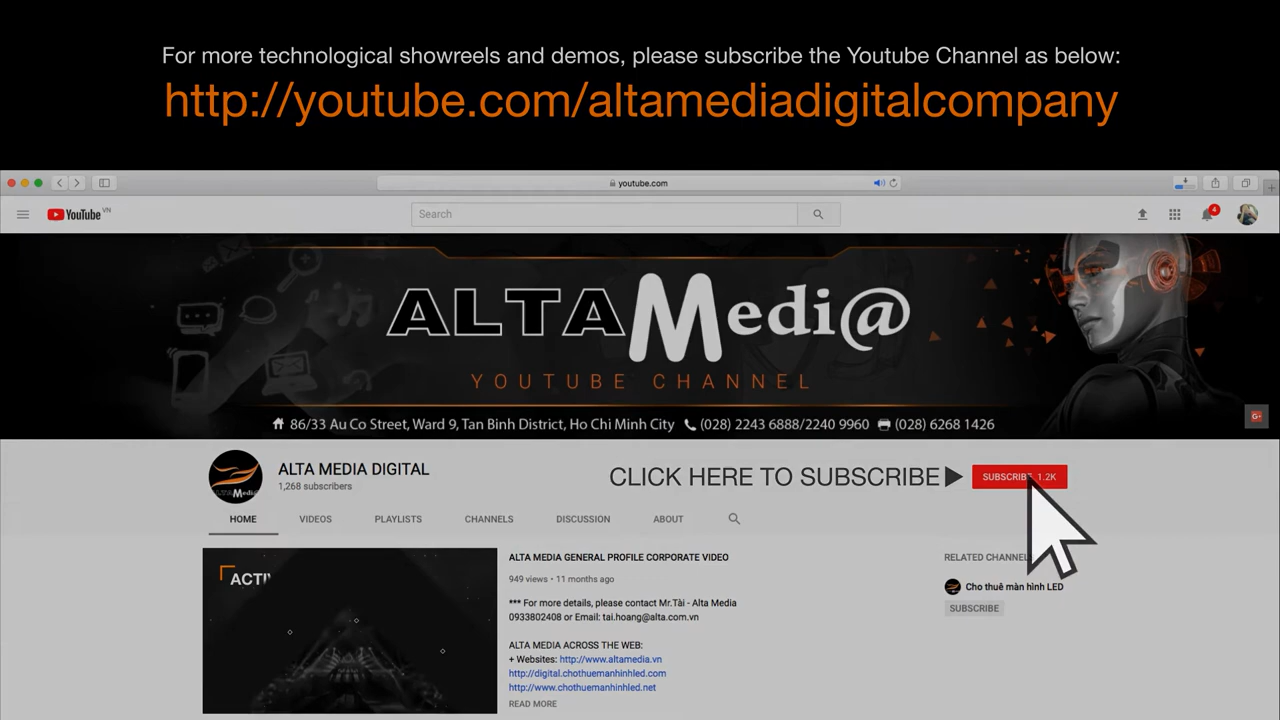 For more technological showreels and demos, please subscribe the Youtube Channel as below:
http://youtube.com/altamediadigitalcompany
youtube.com
YouTube VN
Search
4
ALTAMedi@
YOUTUBE CHANNEL
86/33 Au Co Street, Ward 9, Tan Binh District, Ho Chi Minh City (028) 2243 6888/2240 9960 (028) 6268 1426
G+
ALTAMedi@
ALTA MEDIA DIGITAL
1,268 subscribers
CLICK HERE TO SUBSCRIBE
SUBSCRIBE 1.2K
HOME VIDEOS PLAYLISTS CHANNELS DISCUSSION ABOUT
ALTA MEDIA GENERAL PROFILE CORPORATE VIDEO
949 views • 11 months ago
*** For more details, please contact Mr.Tài - Alta Media
0933802408 or Email: tai.hoang@alta.com.vn
ALTA MEDIA ACROSS THE WEB:
+ Websites: http://www.altamedia.vn
http://digital.chothuemanhinhled.com
http://www.chothuemanhinhled.net
READ MORE
RELATED CHANNEL
Cho thuê màn hình LED
SUBSCRIBE